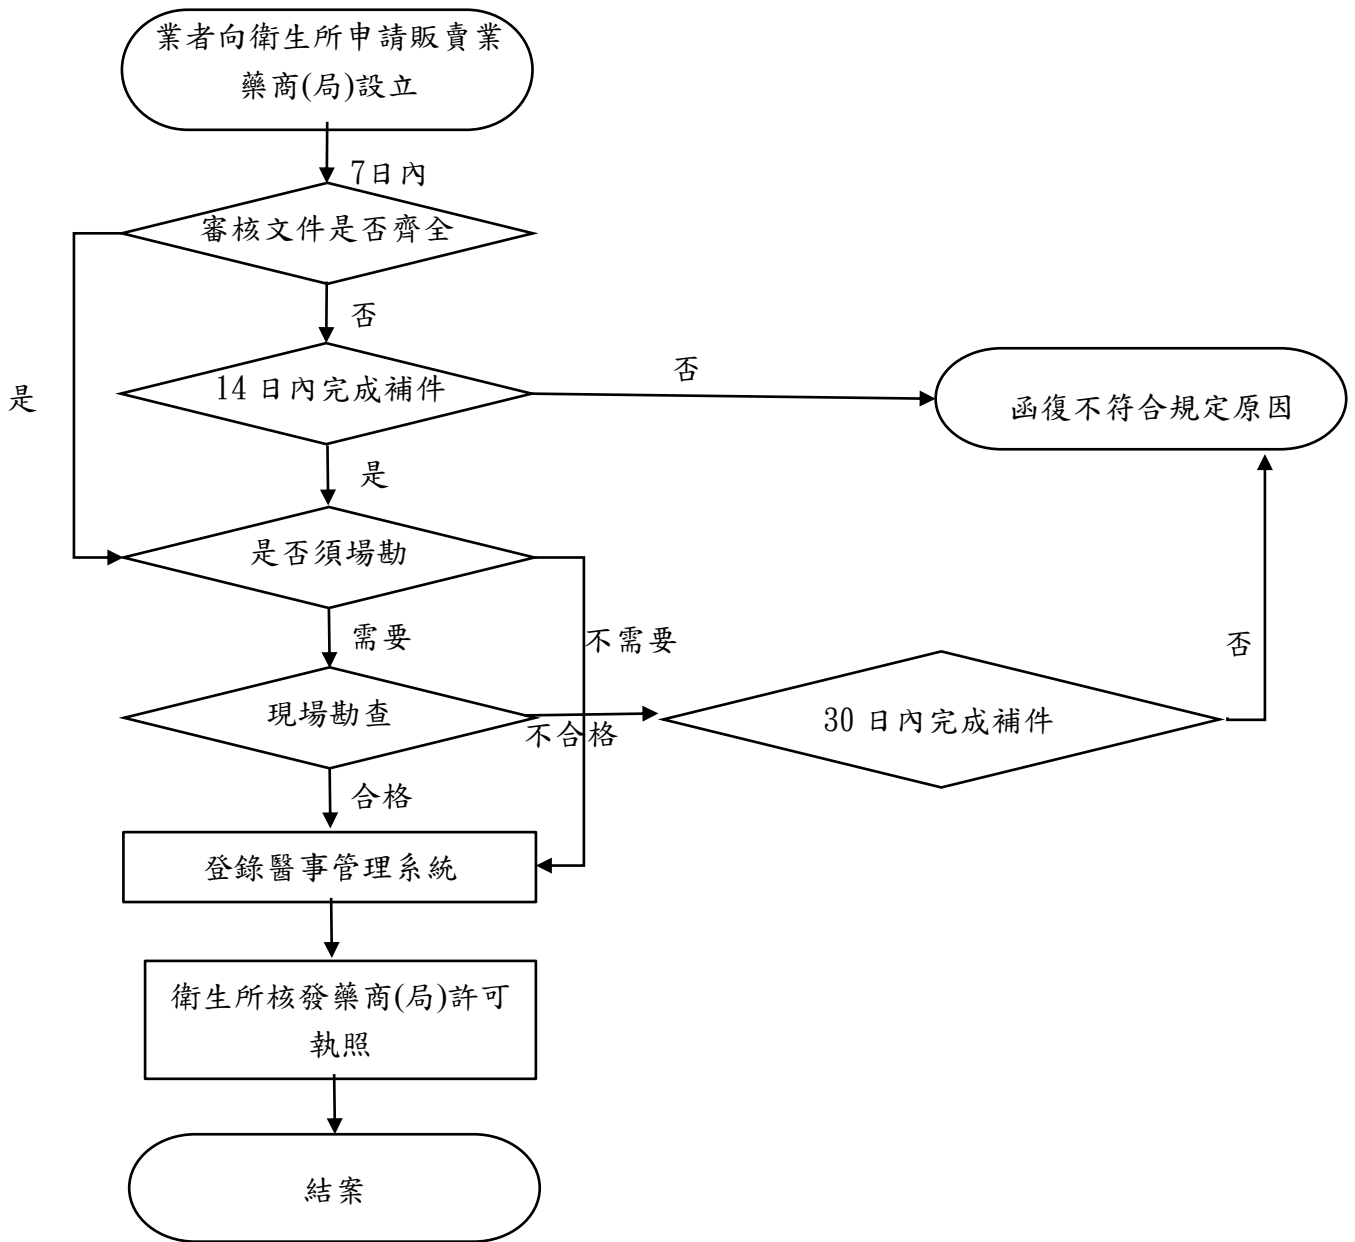 業者向衛生所申請販賣業
藥商(局)設立
7日內
審核文件是否齊全
否
是
14 日內完成補件
否
函復不符合規定原因
是
是否須場勘
需要
不需要
否
現場勘查
不合格
30 日內完成補件
合格
登錄醫事管理系統
衛生所核發藥商(局)許可
執照
結案